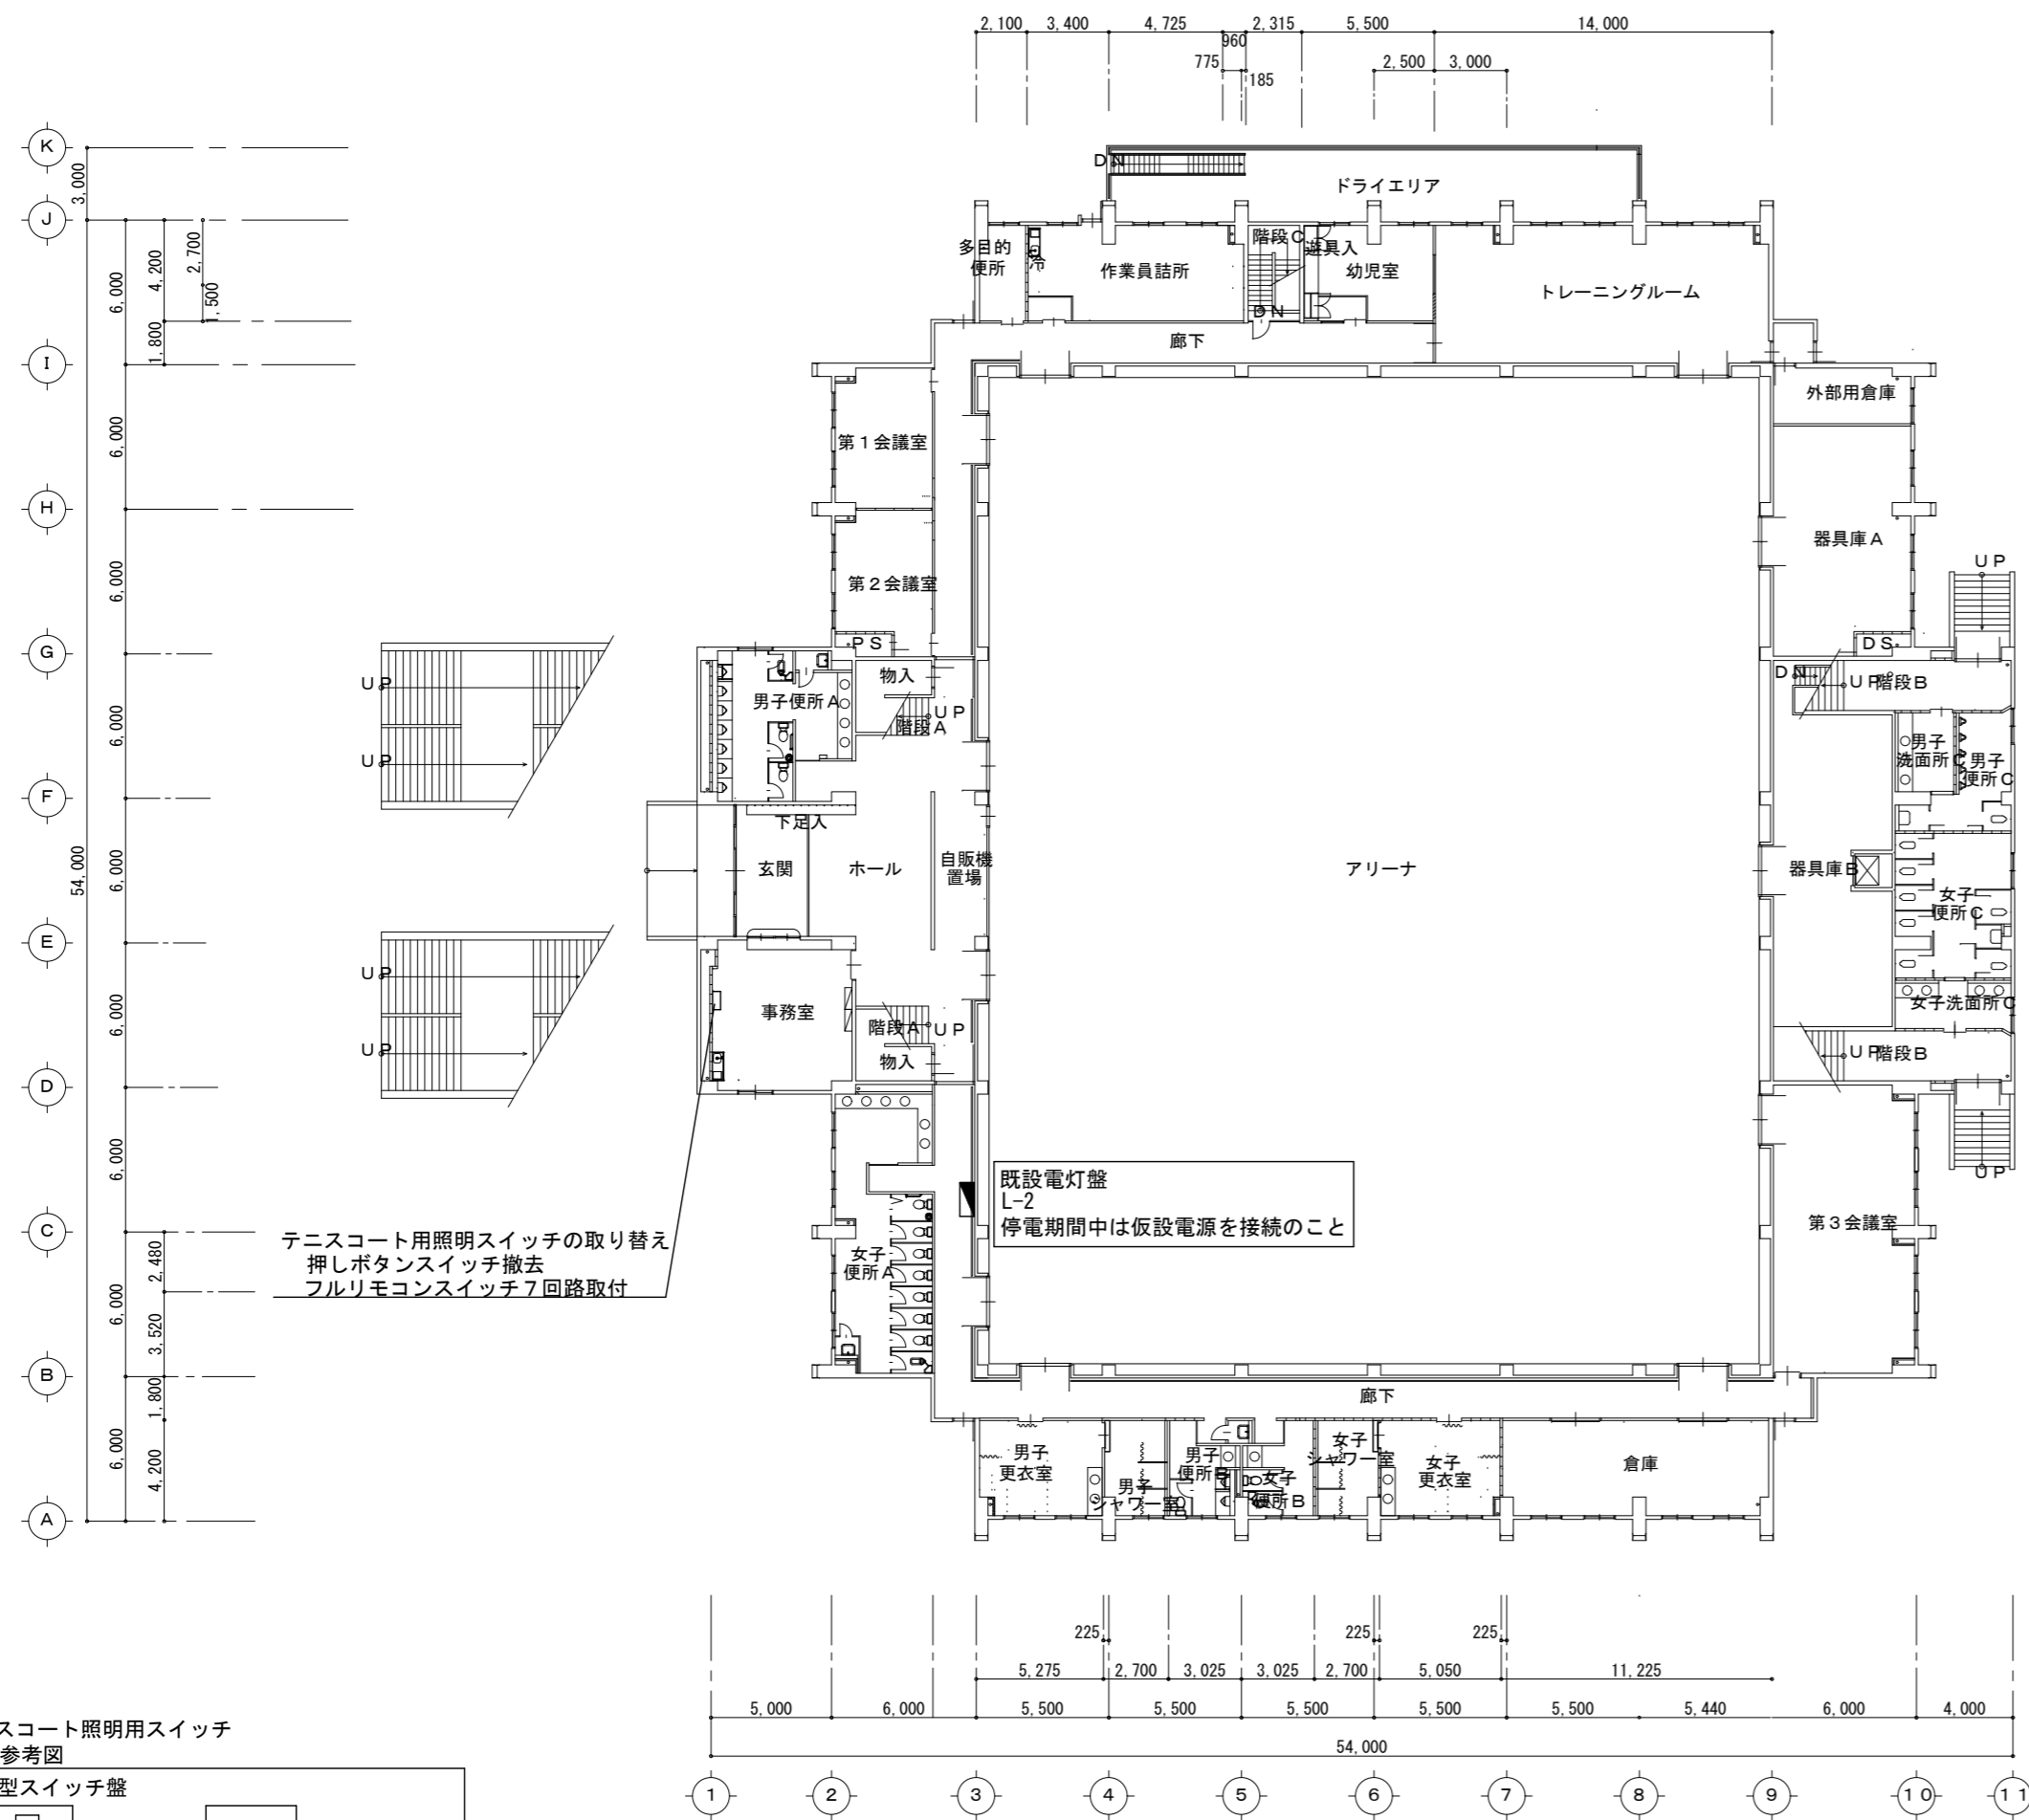 2,100
3,400
4,725
2,315
5,500
14,000
960
775
185
2,500
3,000
K
J
I
H
G
F
E
D
C
B
A
3,000
54,000
6,000
6,000
6,000
6,000
6,000
6,000
6,000
6,000
6,000
4,200
1,800
2,700
1,500
2,480
3,520
1,800
4,200
DN
ドライエリア
多目的
便所
冷
作業員詰所
階段C
DN
遊具入
幼児室
トレーニングルーム
廊下
外部用倉庫
第1会議室
器具庫A
第2会議室
UP
PS
DS
物入
男子便所A
UP
階段A
DN
UP
階段B
UP
UP
男子
洗面所C
男子
便所C
下足入
玄関
ホール
自販機
置場
アリーナ
器具庫B
女子
便所C
女子洗面所C
UP
UP
事務室
階段A
UP
物入
UP
階段B
UP
既設電灯盤
L-2
停電期間中は仮設電源を接続のこと
第3会議室
テニスコート用照明スイッチの取り替え
押しボタンスイッチ撤去
フルリモコンスイッチ7回路取付
女子
便所A
廊下
男子
更衣室
男子
シャワー室
男子
便所B
女子
便所B
女子
シャワー室
女子
更衣室
倉庫
225
225
225
5,275
2,700
3,025
3,025
2,700
5,050
11,225
5,000
6,000
5,500
5,500
5,500
5,500
5,500
5,440
6,000
4,000
54,000
スコート照明用スイッチ
参考図
型スイッチ盤
1
2
3
4
5
6
7
8
9
10
11